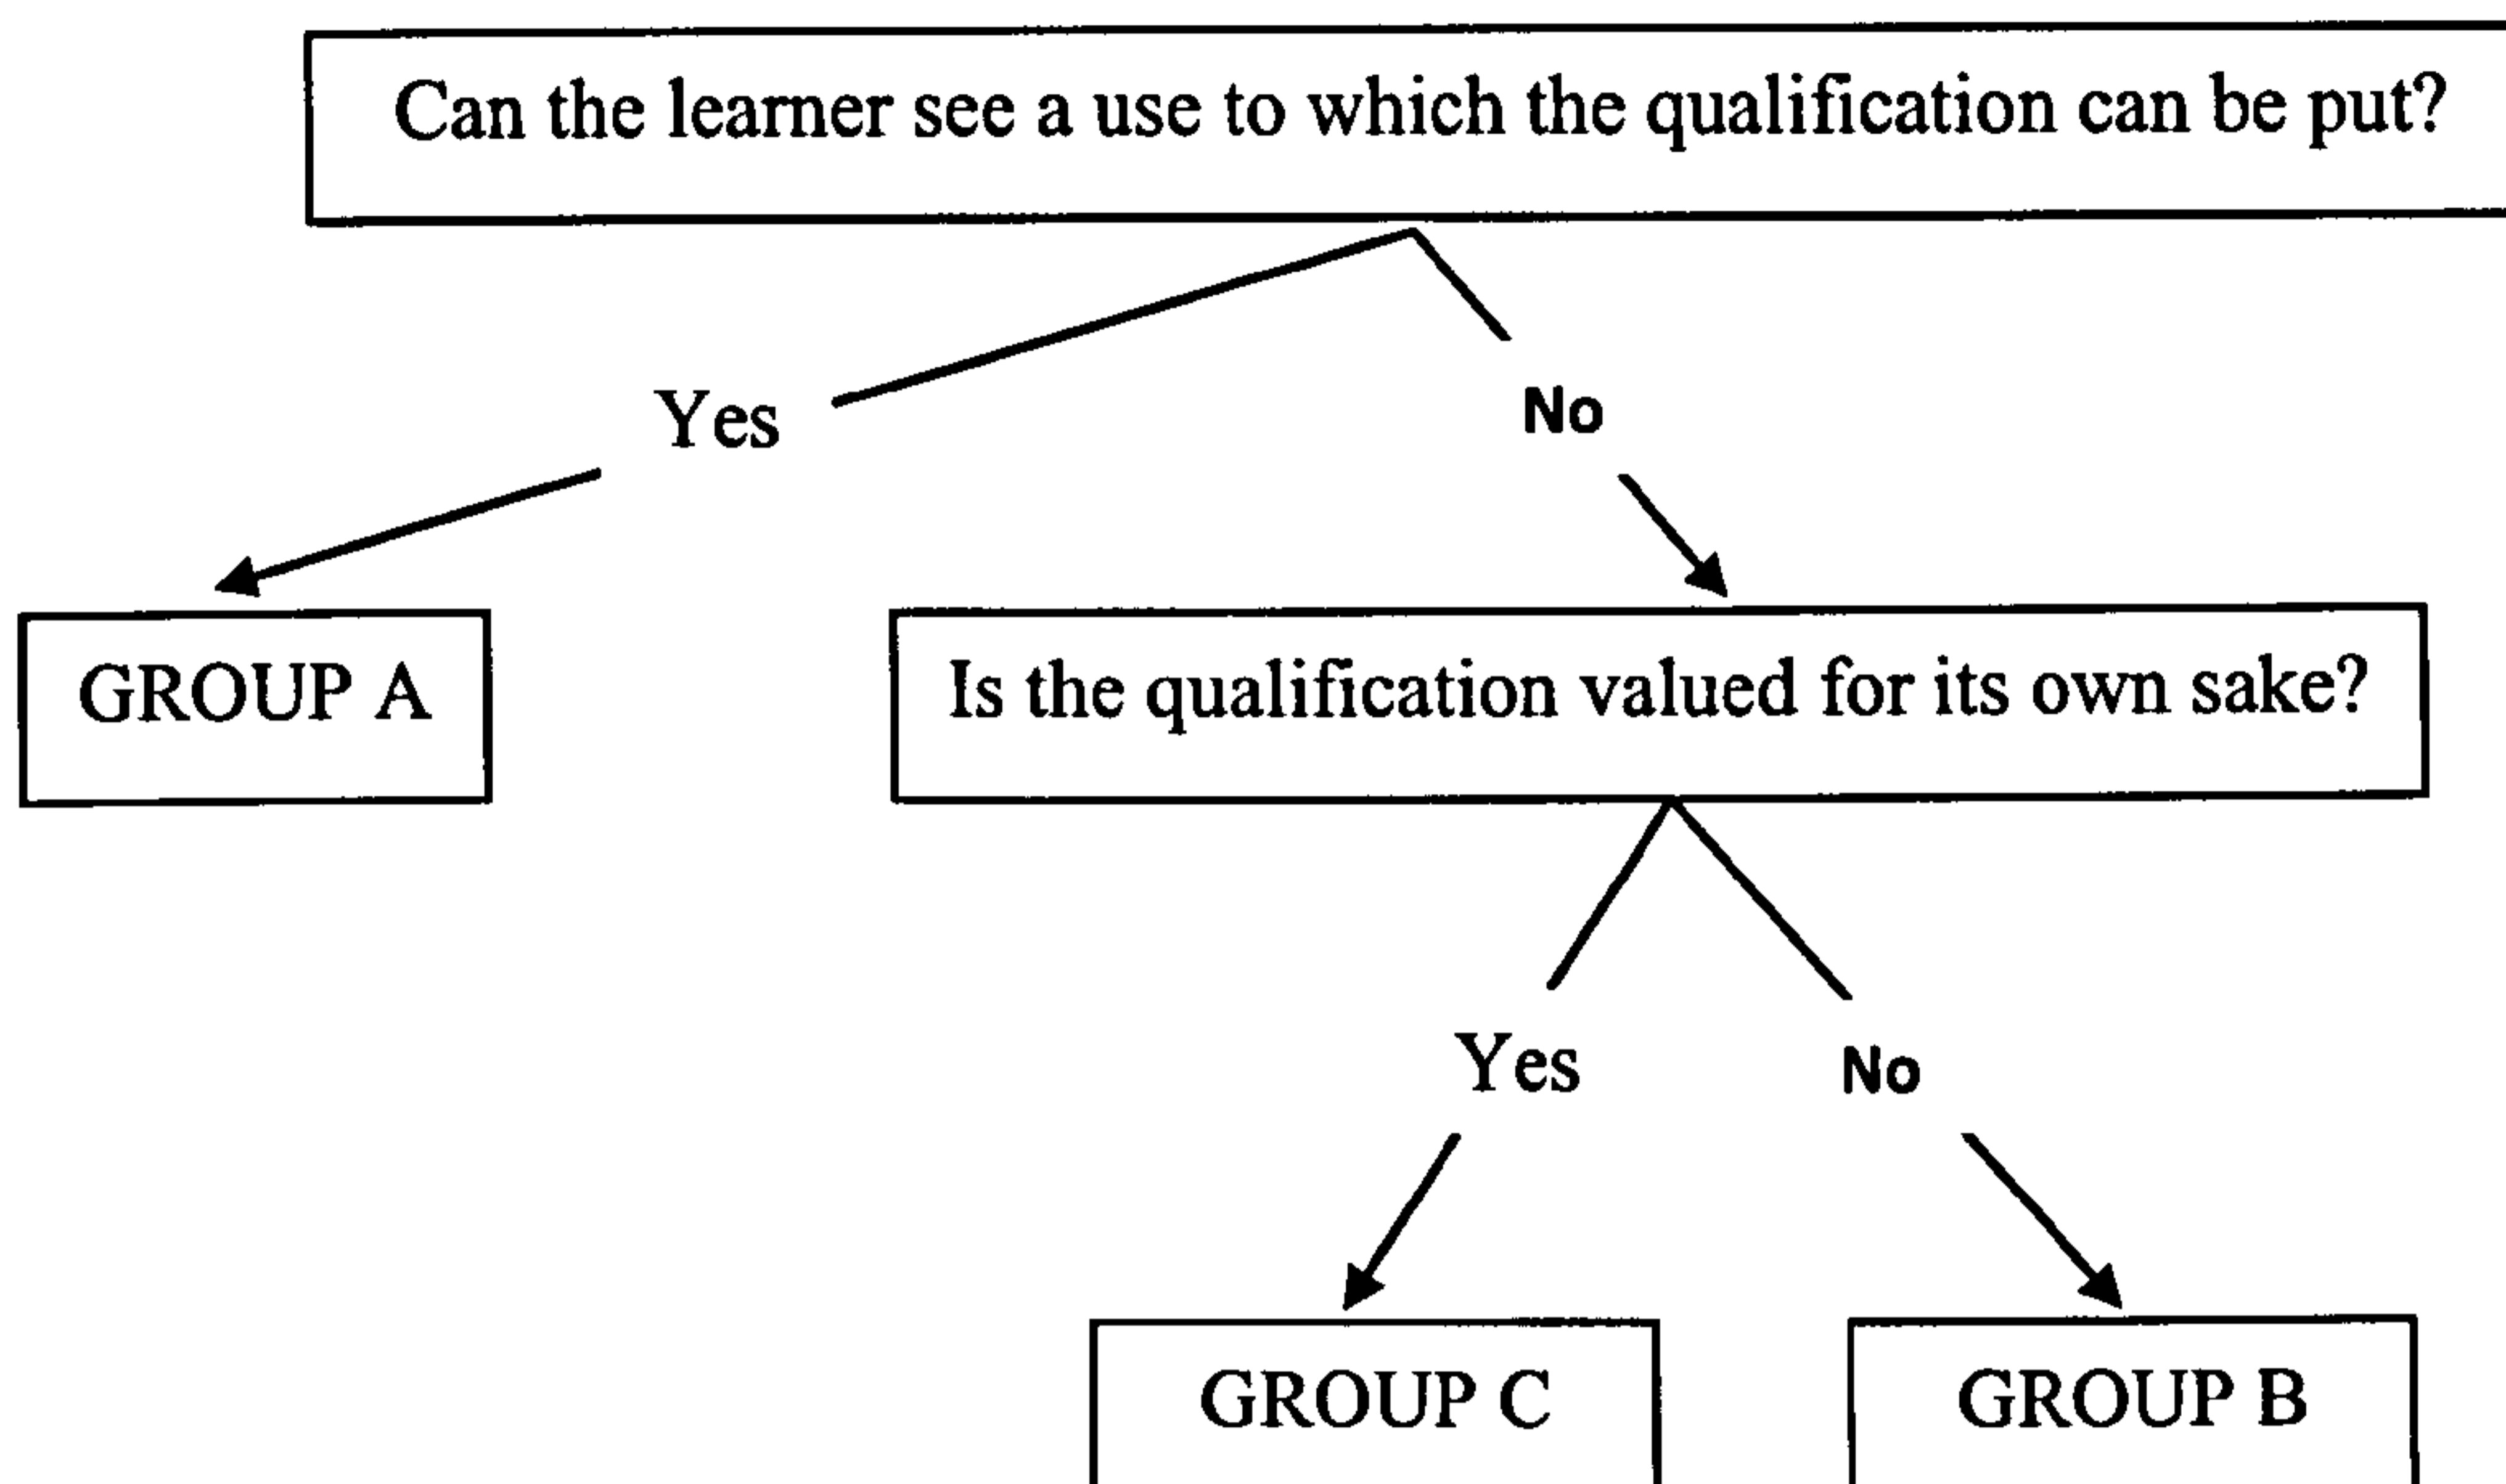 Can the learner see a use to which the qualification can be put?
Yes
No
GROUP A
Is the qualification valued for its own sake?
Yes
No
GROUP C
GROUP B